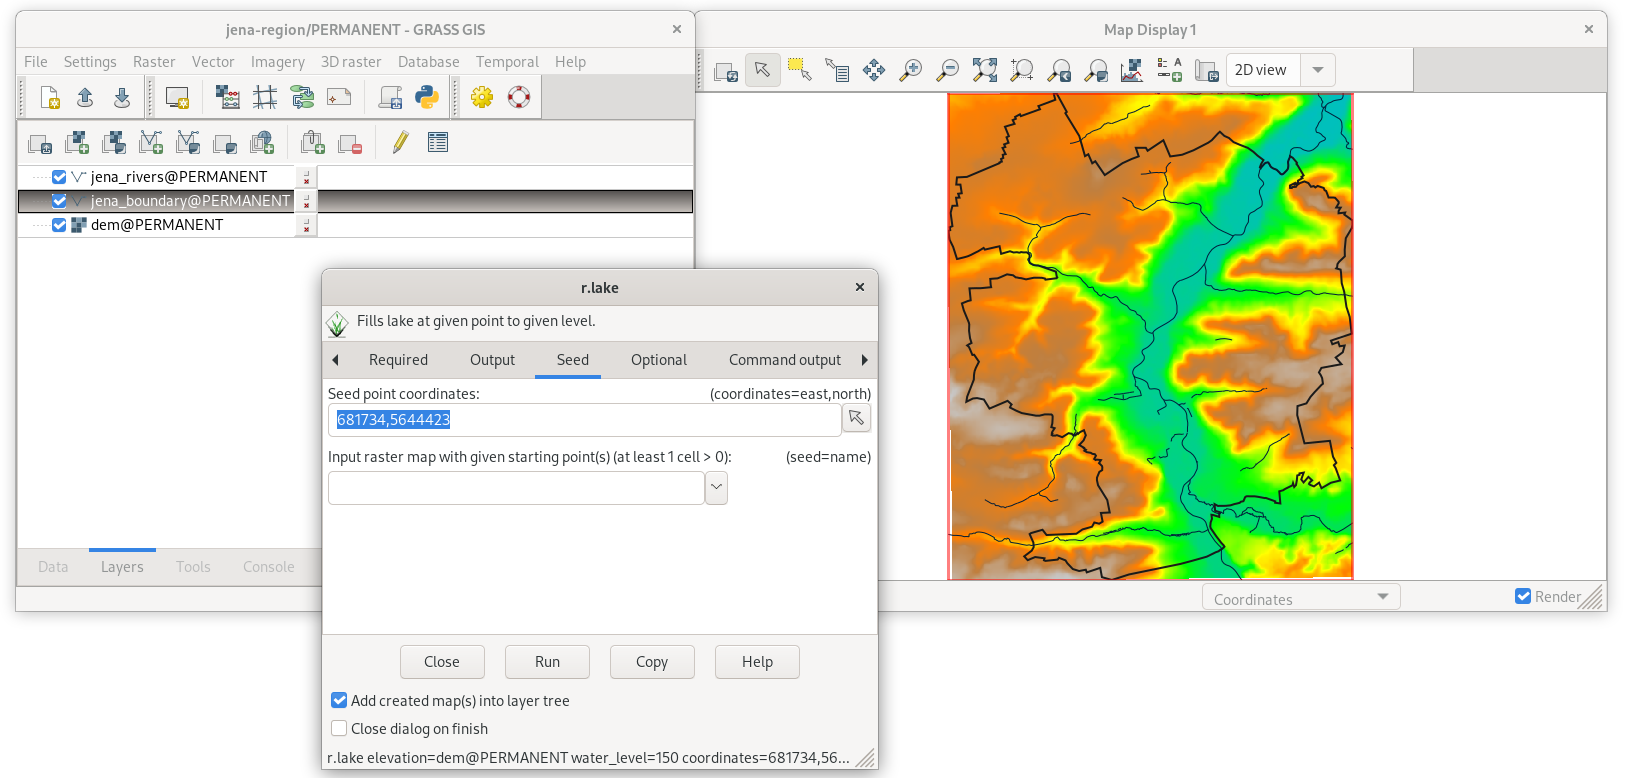 jena-region/PERMANENT - GRASS GIS
Map Display 1
File Settings Raster Vector Imagery 3D raster Database Temporal Help
2D view
jena_rivers@PERMANENT
jena_boundary@PERMANENT
dem@PERMANENT
r.lake
Fills lake at given point to given level.
Required Output Seed Optional Command output
Seed point coordinates: (coordinates=east,north)
681734,5644423
Input raster map with given starting point(s) (at least 1 cell > 0): (seed=name)
Data Layers Tools Console
Coordinates
Render
Close Run Copy Help
Add created map(s) into layer tree
Close dialog on finish
r.lake elevation=dem@PERMANENT water_level=150 coordinates=681734,56...